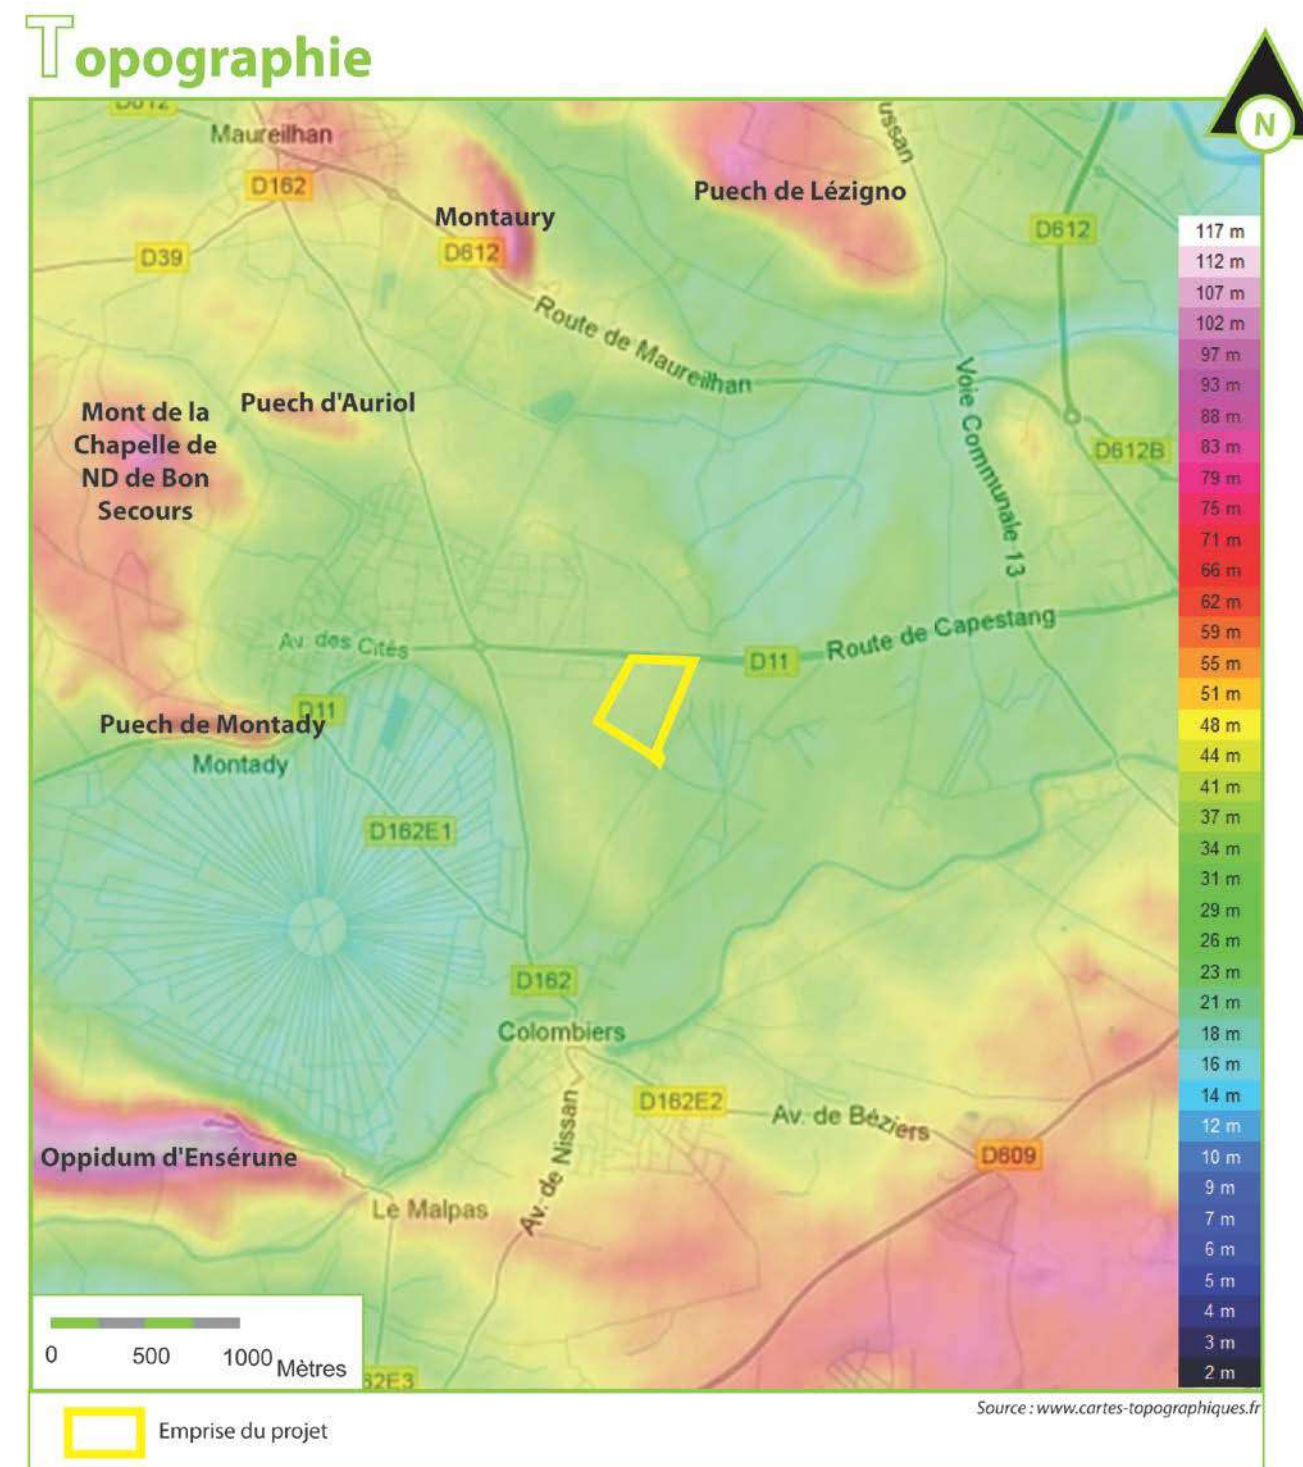 Topographie
N
D612
Maureilhan
D162
Montaury
D612
D39
Puech de Lézigno
ussan
D612
Route de Maureilhan
Voie Communale 13
D612B
Puech d'Auriol
Mont de la
Chapelle de
ND de Bon
Secours
Av. des Cités
D11
Route de Capestang
D11
Puech de Montady
Montady
D162E1
D162
Colombiers
D162E2
Av. de Béziers
Av. de Nissan
D609
Oppidum d'Ensérune
Le Malpas
62E3
117 m
112 m
107 m
102 m
97 m
93 m
88 m
83 m
79 m
75 m
71 m
66 m
62 m
59 m
55 m
51 m
48 m
44 m
41 m
37 m
34 m
31 m
29 m
26 m
23 m
21 m
18 m
16 m
14 m
12 m
10 m
9 m
7 m
6 m
5 m
4 m
3 m
2 m
0 500 1000 Mètres
Source : www.cartes-topographiques.fr
Emprise du projet